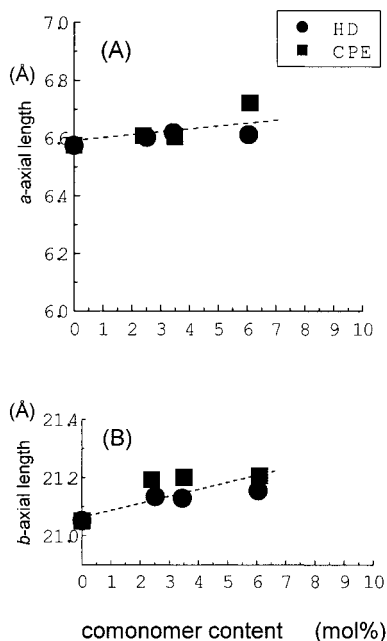 HD
CPE
(A)
(Å)
a-axial length
7.0
6.8
6.6
6.4
6.2
6.0
0 1 2 3 4 5 6 7 8 9 10
(Å)
(B)
b-axial length
21.4
21.2
21.0
0 1 2 3 4 5 6 7 8 9 10
comonomer content (mol%)